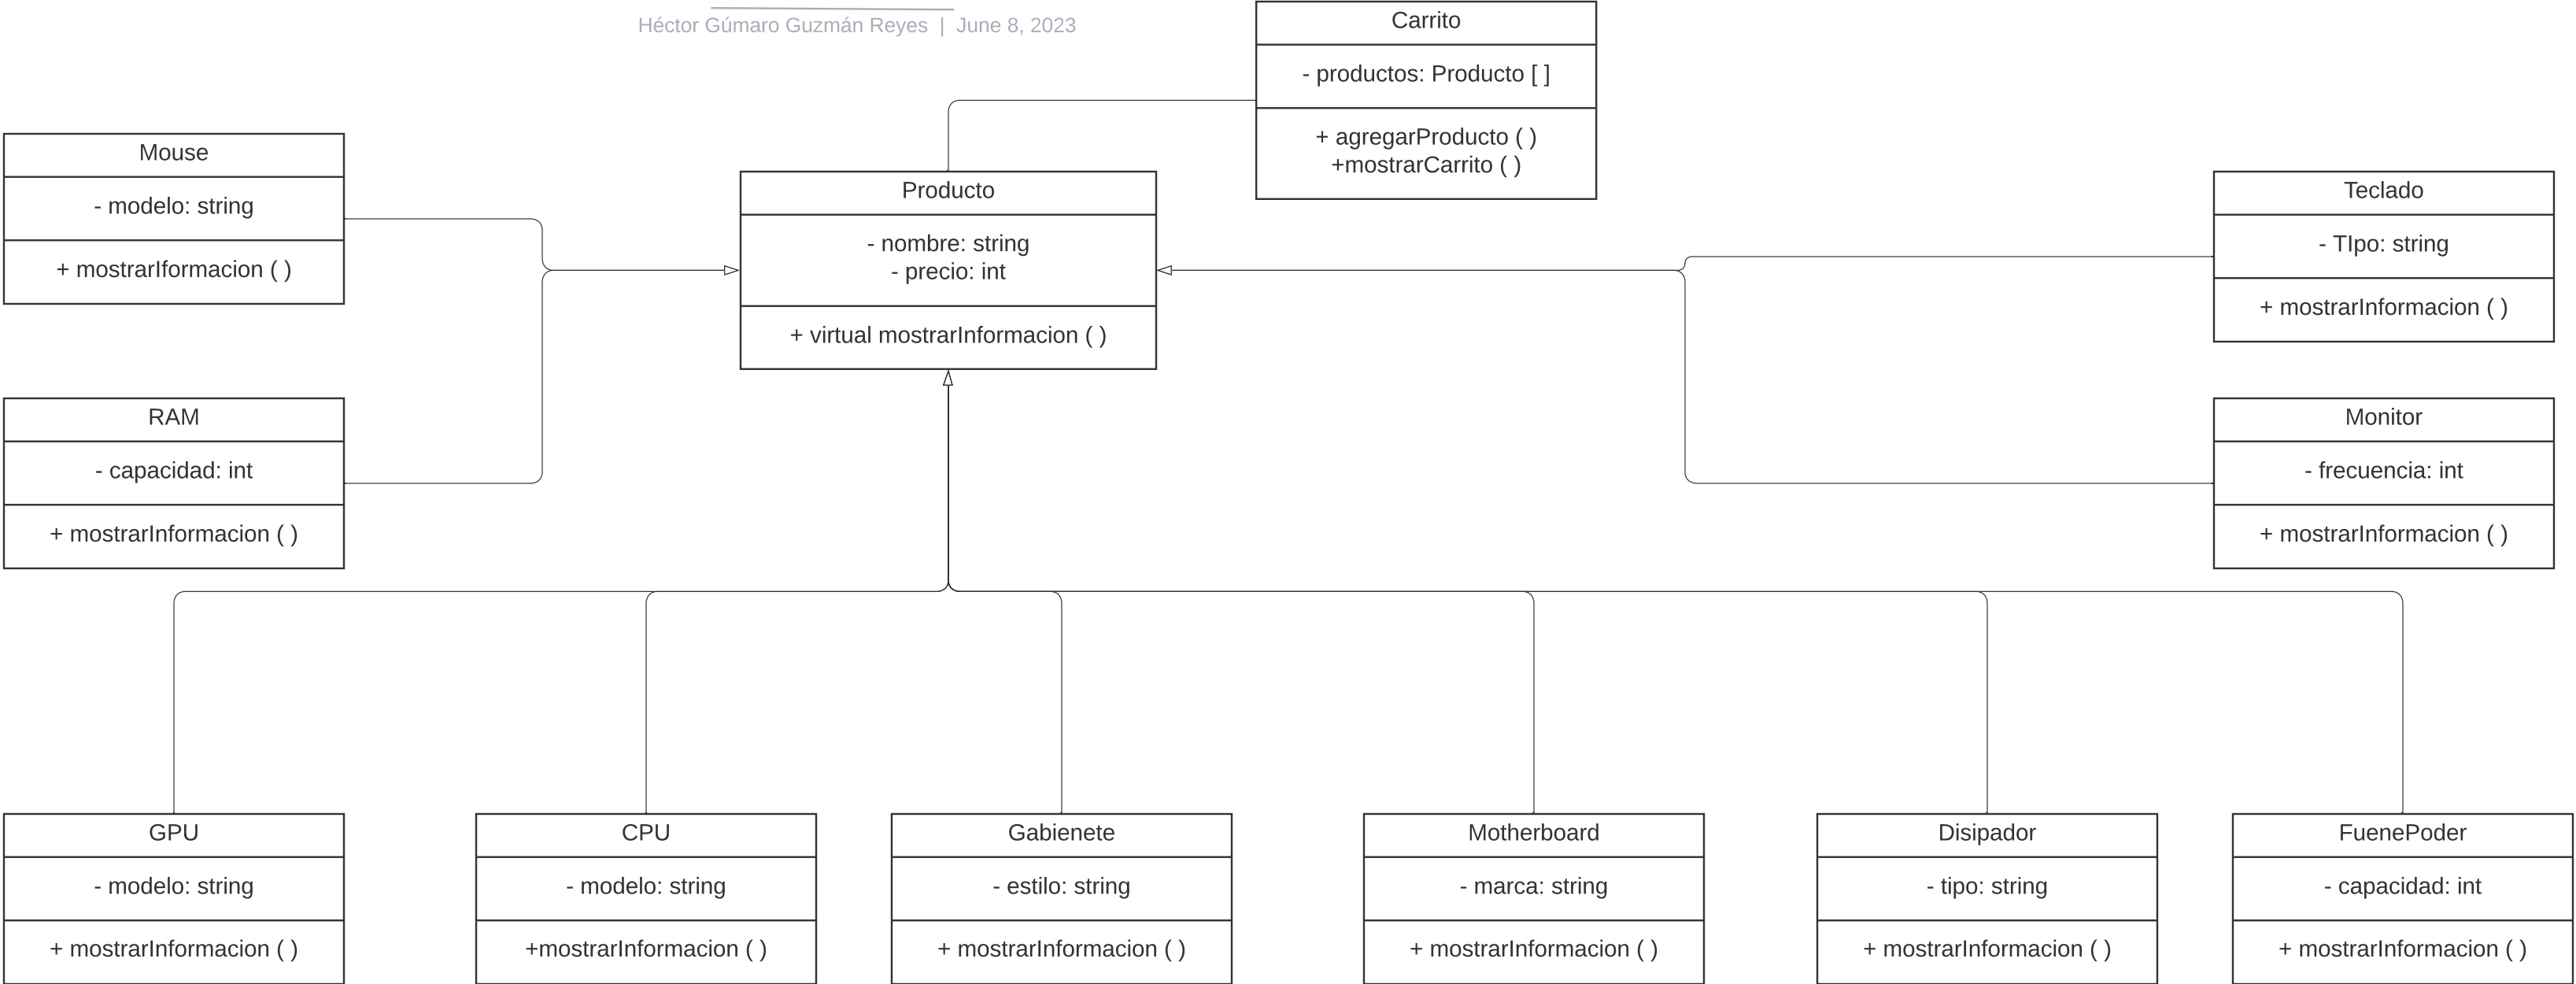 Héctor Gúmaro Guzmán Reyes | June 8, 2023
Carrito
- productos: Producto [ ]
+ agregarProducto ( )
+mostrarCarrito ( )
Mouse
- modelo: string
+ mostrarIformacion ( )
Producto
- nombre: string
- precio: int
+ virtual mostrarInformacion ( )
Teclado
- TIpo: string
+ mostrarInformacion ( )
RAM
- capacidad: int
+ mostrarInformacion ( )
Monitor
- frecuencia: int
+ mostrarInformacion ( )
GPU
- modelo: string
+ mostrarInformacion ( )
CPU
- modelo: string
+mostrarInformacion ( )
Gabienete
- estilo: string
+ mostrarInformacion ( )
Motherboard
- marca: string
+ mostrarInformacion ( )
Disipador
- tipo: string
+ mostrarInformacion ( )
FuenePoder
- capacidad: int
+ mostrarInformacion ( )